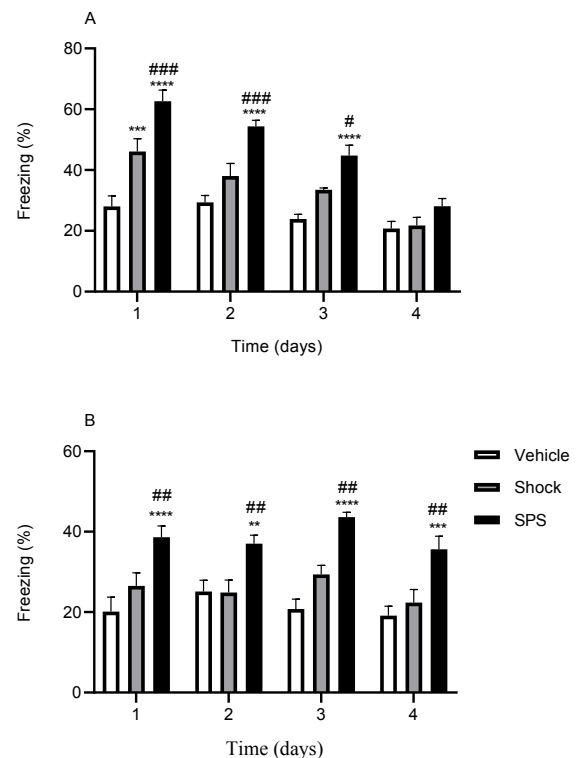 A
80
60
40
20
0
Freezing (%)
###
****
***
###
****
#
****
1 2 3 4
Time (days)
B
60
40
20
0
Freezing (%)
##
****
##
**
##
****
##
***
1 2 3 4
Time (days)
Vehicle
Shock
SPS